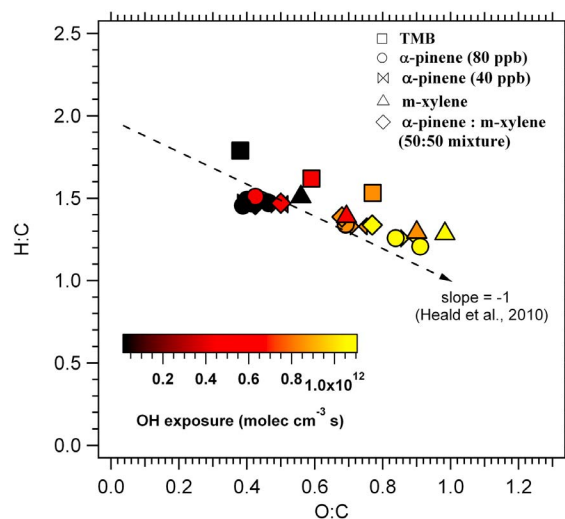 2.5
2.0
1.5
1.0
0.5
0.0
H:C
TMB
α-pinene (80 ppb)
α-pinene (40 ppb)
m-xylene
α-pinene : m-xylene
(50:50 mixture)
slope = -1
(Heald et al., 2010)
0.2 0.4 0.6 0.8 1.0x10^12
OH exposure (molec cm^-3 s)
0.0 0.2 0.4 0.6 0.8 1.0 1.2
O:C